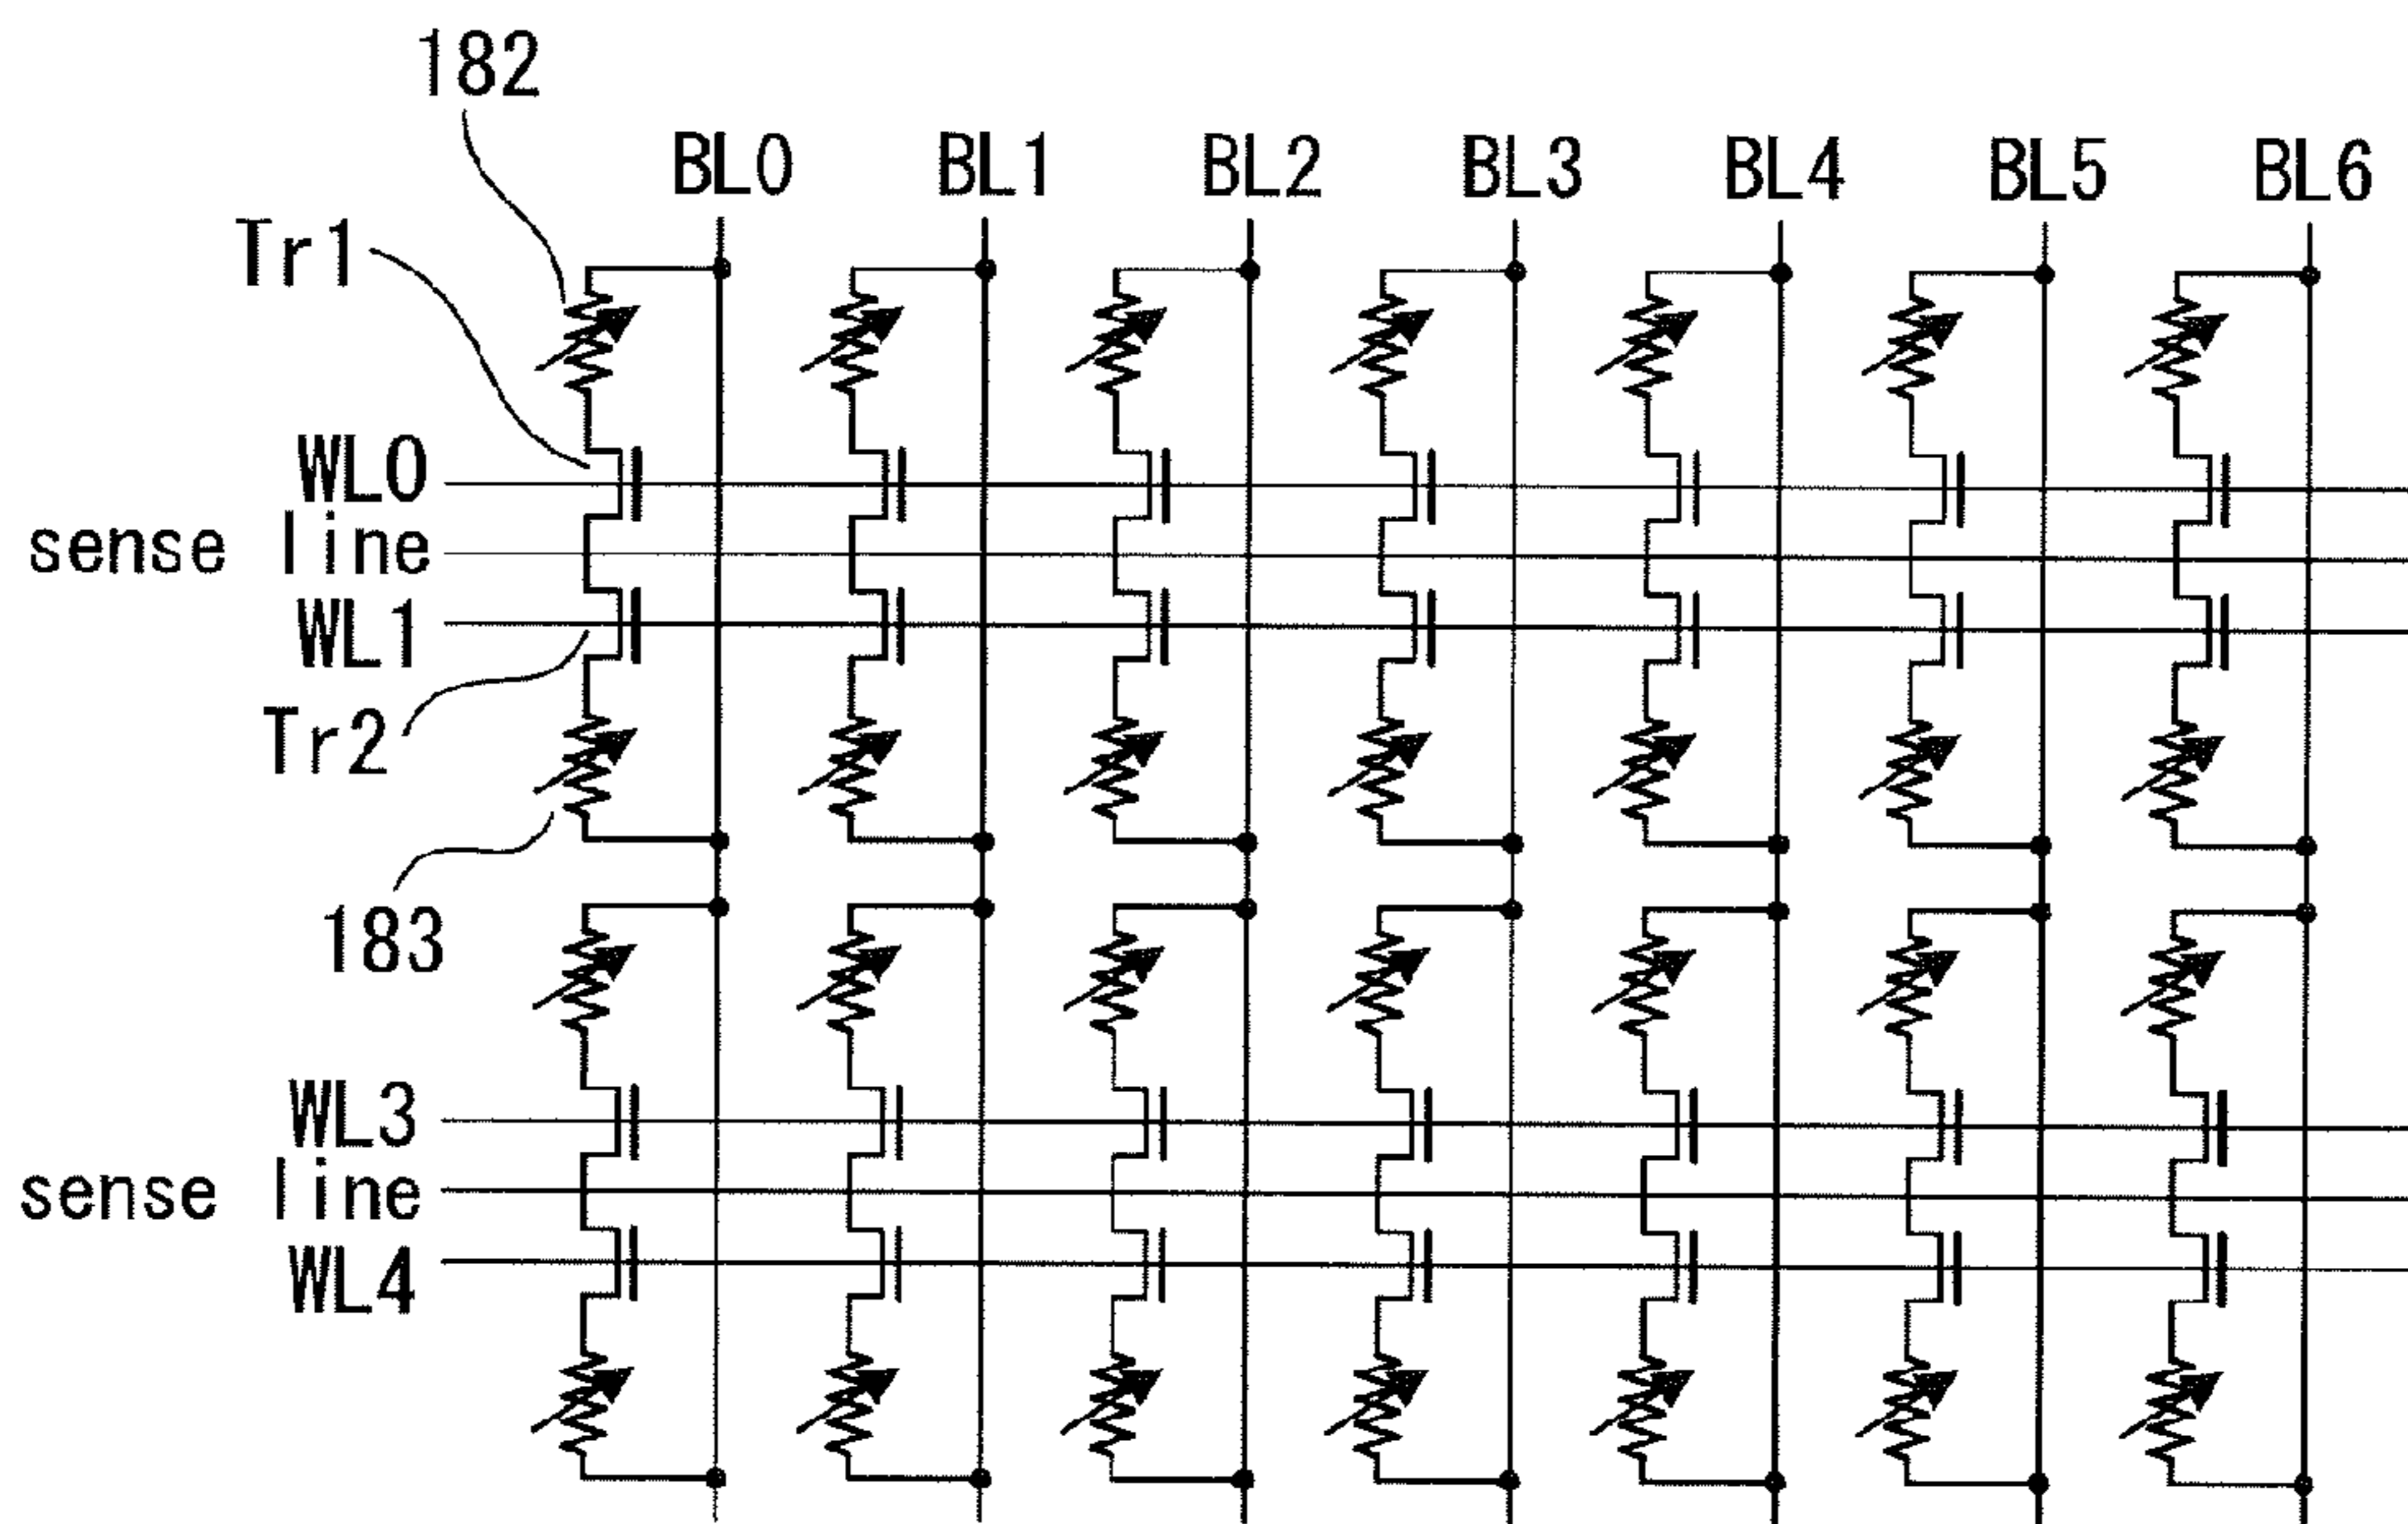 182
BL0 BL1 BL2 BL3 BL4 BL5 BL6
Tr1
WL0
sense line
WL1
Tr2
183
WL3
sense line
WL4